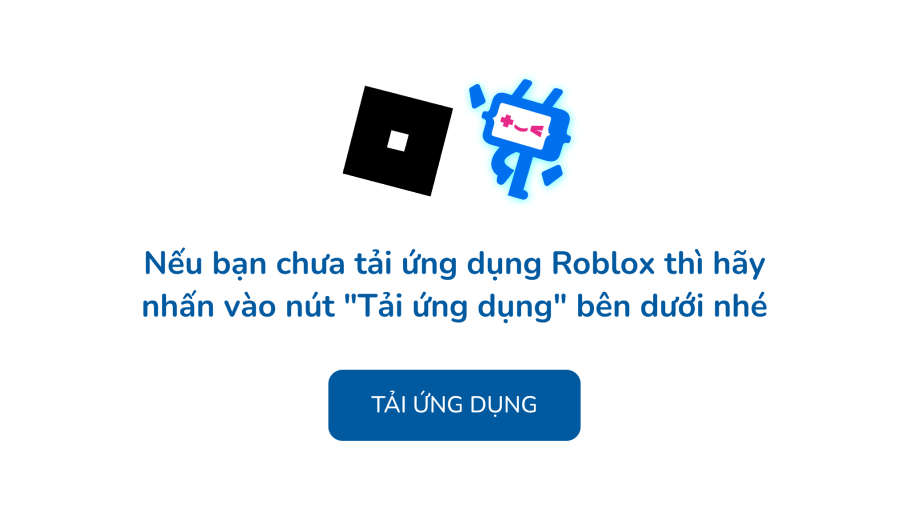 Nếu bạn chưa tải ứng dụng Roblox thì hãy
nhấn vào nút "Tải ứng dụng" bên dưới nhé
TẢI ỨNG DỤNG